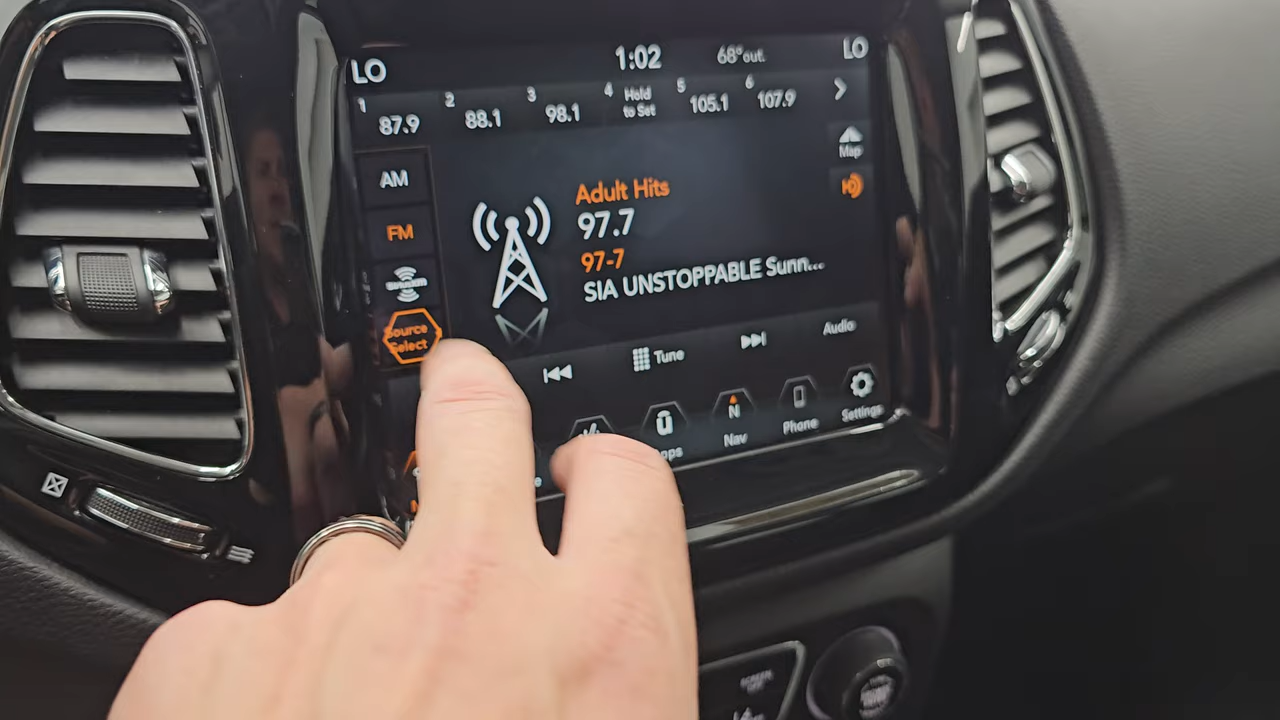 LO 1:02 68° out. LO
1 87.9 2 88.1 3 98.1 4 Hold to Set 5 105.1 6 107.9
Map
AM
FM
Source
Select
Adult Hits
97.7
97-7
SIA UNSTOPPABLE Sunn...
Tune
Audio
N
Nav
Phone
Settings
SCREEN
OFF